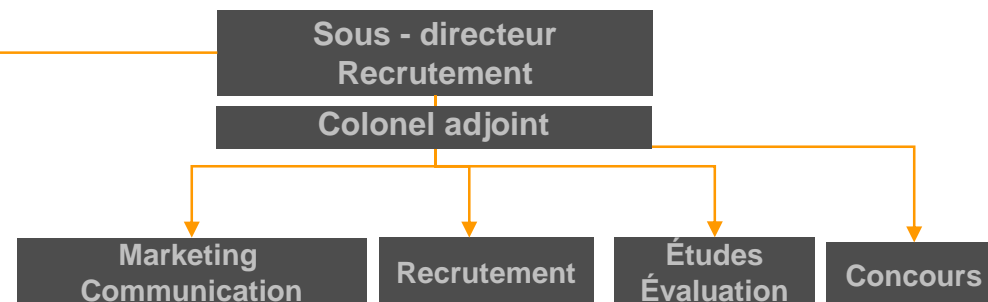 Sous - directeur
Recrutement
Colonel adjoint
Marketing
Communication
Recrutement
Études
Évaluation
Concours